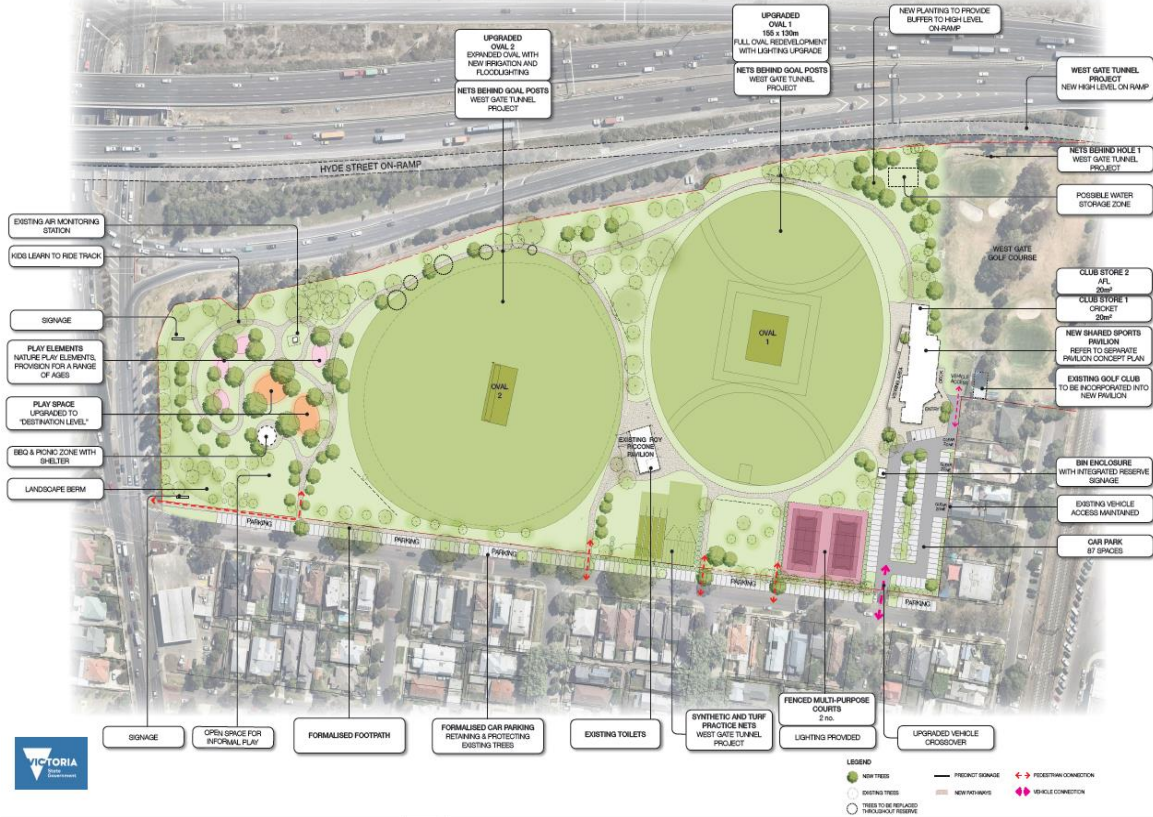 UPGRADED
OVAL 2
EXPANDED OVAL WITH
NEW IRRIGATION AND
FLOODLIGHTING
NETS BEHIND GOAL POSTS
WEST GATE TUNNEL
PROJECT
UPGRADED
OVAL 1
155 x 130m
FULL OVAL REDEVELOPMENT
WITH LIGHTING UPGRADE
NETS BEHIND GOAL POSTS
WEST GATE TUNNEL
PROJECT
NEW PLANTING TO PROVIDE
BUFFER TO HIGH LEVEL
ON-RAMP
WEST GATE TUNNEL
PROJECT
NEW HIGH LEVEL ON RAMP
HYDE STREET ON-RAMP
NETS BEHIND HOLE 1
WEST GATE TUNNEL
PROJECT
POSSIBLE WATER
STORAGE ZONE
WEST GATE
GOLF COURSE
EXISTING AIR MONITORING
STATION
KIDS LEARN TO RIDE TRACK
SIGNAGE
PLAY ELEMENTS
NATURE PLAY ELEMENTS,
PROVISION FOR A RANGE
OF AGES
PLAY SPACE
UPGRADED TO
"DESTINATION LEVEL"
BBQ & PICNIC ZONE WITH
SHELTER
LANDSCAPE BERM
OVAL
2
OVAL
1
EXISTING ROY
RICCONE
PAVILION
VIEWING AREA
DECK
ENTRY
VEHICLE
ACCESS
CLUB STORE 2
AFL
20m²
CLUB STORE 1
CRICKET
20m²
NEW SHARED SPORTS
PAVILION
REFER TO SEPARATE
PAVILION CONCEPT PLAN
EXISTING GOLF CLUB
TO BE INCORPORATED INTO
NEW PAVILION
BIN ENCLOSURE
WITH INTEGRATED RESERVE
SIGNAGE
EXISTING VEHICLE
ACCESS MAINTAINED
CAR PARK
87 SPACES
PARKING
PARKING
PARKING
PARKING
PARKING
SIGNAGE
OPEN SPACE FOR
INFORMAL PLAY
FORMALISED FOOTPATH
FORMALISED CAR PARKING
RETAINING & PROTECTING
EXISTING TREES
EXISTING TOILETS
SYNTHETIC AND TURF
PRACTICE NETS
WEST GATE TUNNEL
PROJECT
FENCED MULTI-PURPOSE
COURTS
2 no.
LIGHTING PROVIDED
UPGRADED VEHICLE
CROSSOVER
VICTORIA
State
Government
LEGEND
NEW TREES
EXISTING TREES
TREES TO BE REPLACED
THROUGHOUT RESERVE
PRECINCT SIGNAGE
NEW PATHWAYS
PEDESTRIAN CONNECTION
VEHICLE CONNECTION